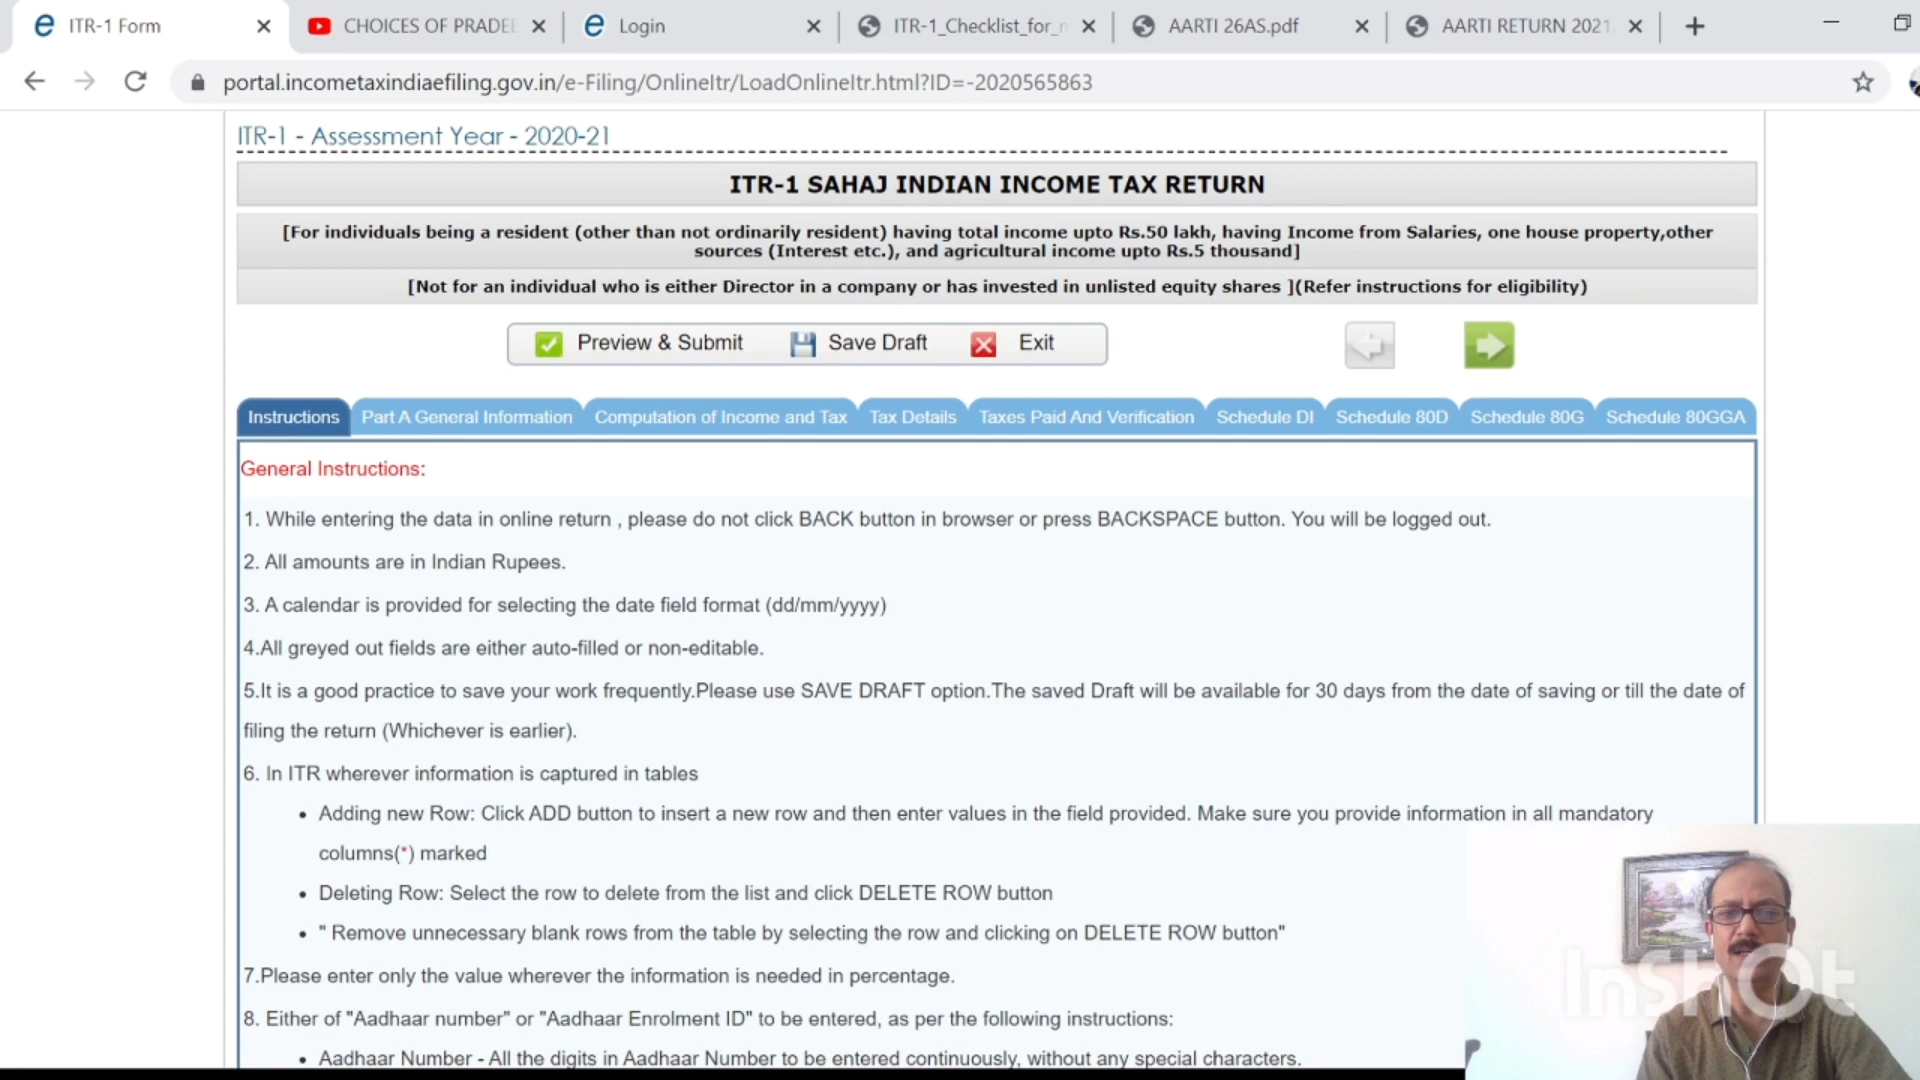 ITR-1 Form
CHOICES OF PRADE
Login
ITR-1_Checklist_for_
AARTI 26AS.pdf
AARTI RETURN 2021
portal.incometaxindiaefiling.gov.in/e-Filing/OnlineItr/LoadOnlineItr.html?ID=-2020565863
ITR-1 - Assessment Year - 2020-21
ITR-1 SAHAJ INDIAN INCOME TAX RETURN
[For individuals being a resident (other than not ordinarily resident) having total income upto Rs.50 lakh, having Income from Salaries, one house property,other
sources (Interest etc.), and agricultural income upto Rs.5 thousand]
[Not for an individual who is either Director in a company or has invested in unlisted equity shares ](Refer instructions for eligibility)
Preview & Submit Save Draft Exit
Instructions Part A General Information Computation of Income and Tax Tax Details Taxes Paid And Verification Schedule DI Schedule 80D Schedule 80G Schedule 80GGA
General Instructions:
1. While entering the data in online return , please do not click BACK button in browser or press BACKSPACE button. You will be logged out.
2. All amounts are in Indian Rupees.
3. A calendar is provided for selecting the date field format (dd/mm/yyyy)
4.All greyed out fields are either auto-filled or non-editable.
5.It is a good practice to save your work frequently.Please use SAVE DRAFT option.The saved Draft will be available for 30 days from the date of saving or till the date of
filing the return (Whichever is earlier).
6. In ITR wherever information is captured in tables
• Adding new Row: Click ADD button to insert a new row and then enter values in the field provided. Make sure you provide information in all mandatory
columns(*) marked
• Deleting Row: Select the row to delete from the list and click DELETE ROW button
• " Remove unnecessary blank rows from the table by selecting the row and clicking on DELETE ROW button"
7.Please enter only the value wherever the information is needed in percentage.
8. Either of "Aadhaar number" or "Aadhaar Enrolment ID" to be entered, as per the following instructions:
• Aadhaar Number - All the digits in Aadhaar Number to be entered continuously, without any special characters.
InShOt